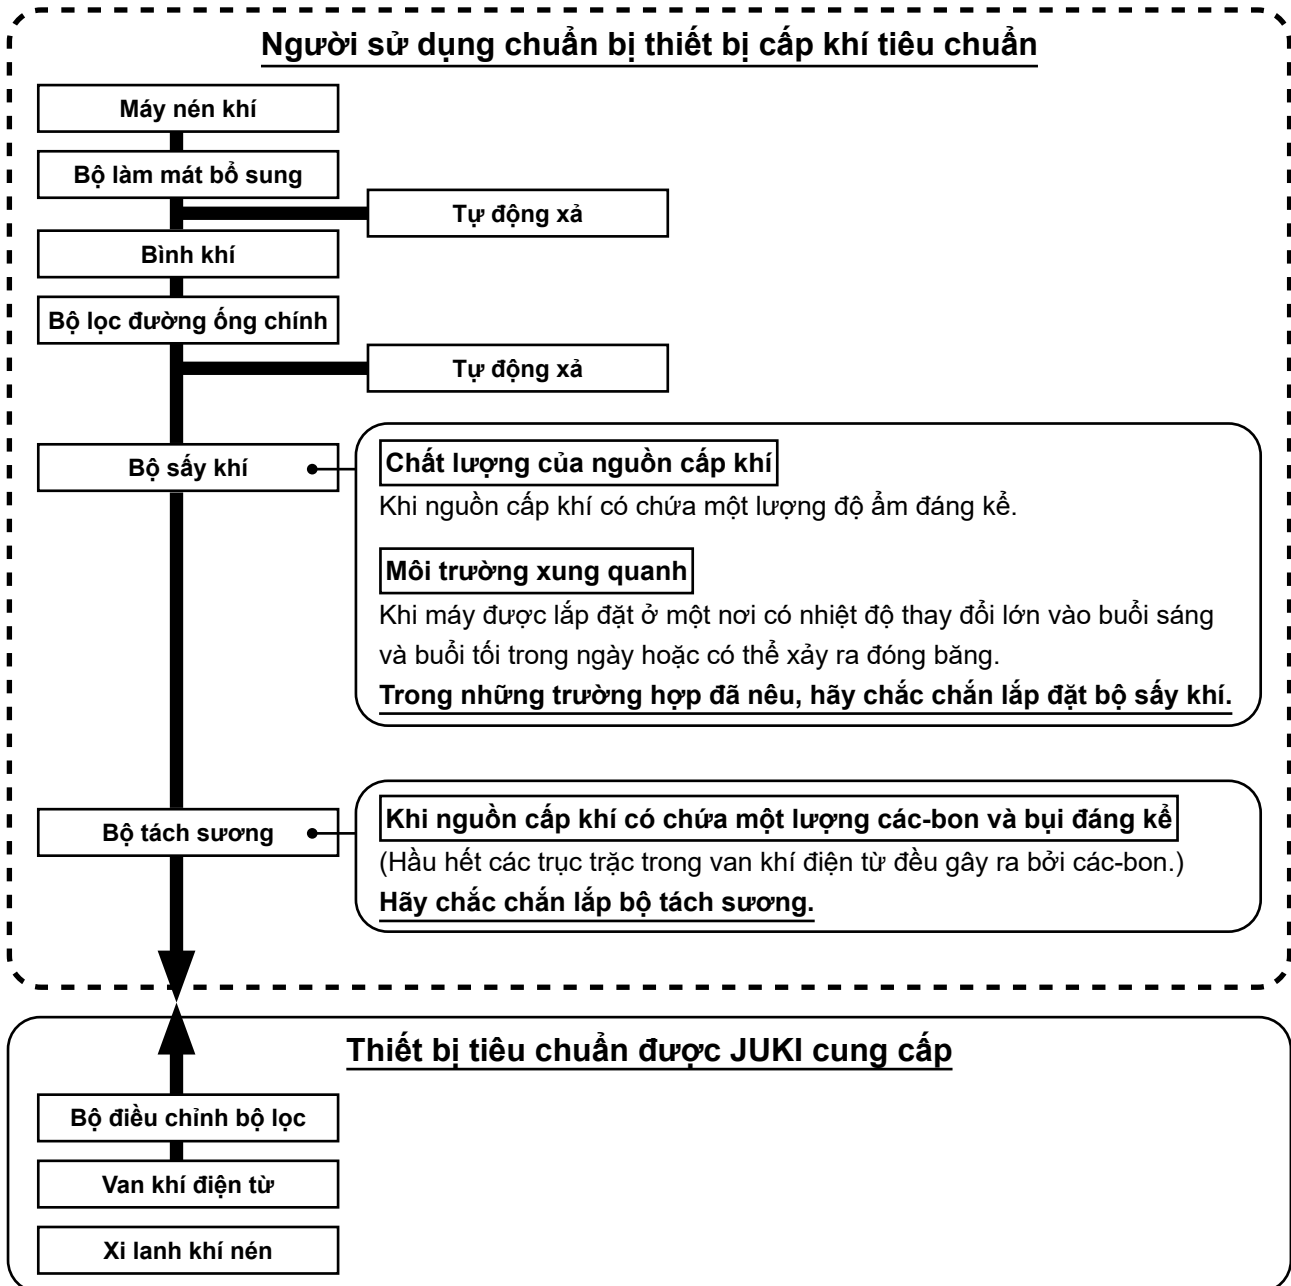 Người sử dụng chuẩn bị thiết bị cấp khí tiêu chuẩn
Máy nén khí
Bộ làm mát bổ sung
Tự động xả
Bình khí
Bộ lọc đường ống chính
Tự động xả
Bộ sấy khí
Chất lượng của nguồn cấp khí
Khi nguồn cấp khí có chứa một lượng độ ẩm đáng kể.
Môi trường xung quanh
Khi máy được lắp đặt ở một nơi có nhiệt độ thay đổi lớn vào buổi sáng
và buổi tối trong ngày hoặc có thể xảy ra đóng băng.
Trong những trường hợp đã nêu, hãy chắc chắn lắp đặt bộ sấy khí.
Bộ tách sương
Khi nguồn cấp khí có chứa một lượng các-bon và bụi đáng kể
(Hầu hết các trục trặc trong van khí điện từ đều gây ra bởi các-bon.)
Hãy chắc chắn lắp bộ tách sương.
Thiết bị tiêu chuẩn được JUKI cung cấp
Bộ điều chỉnh bộ lọc
Van khí điện từ
Xi lanh khí nén